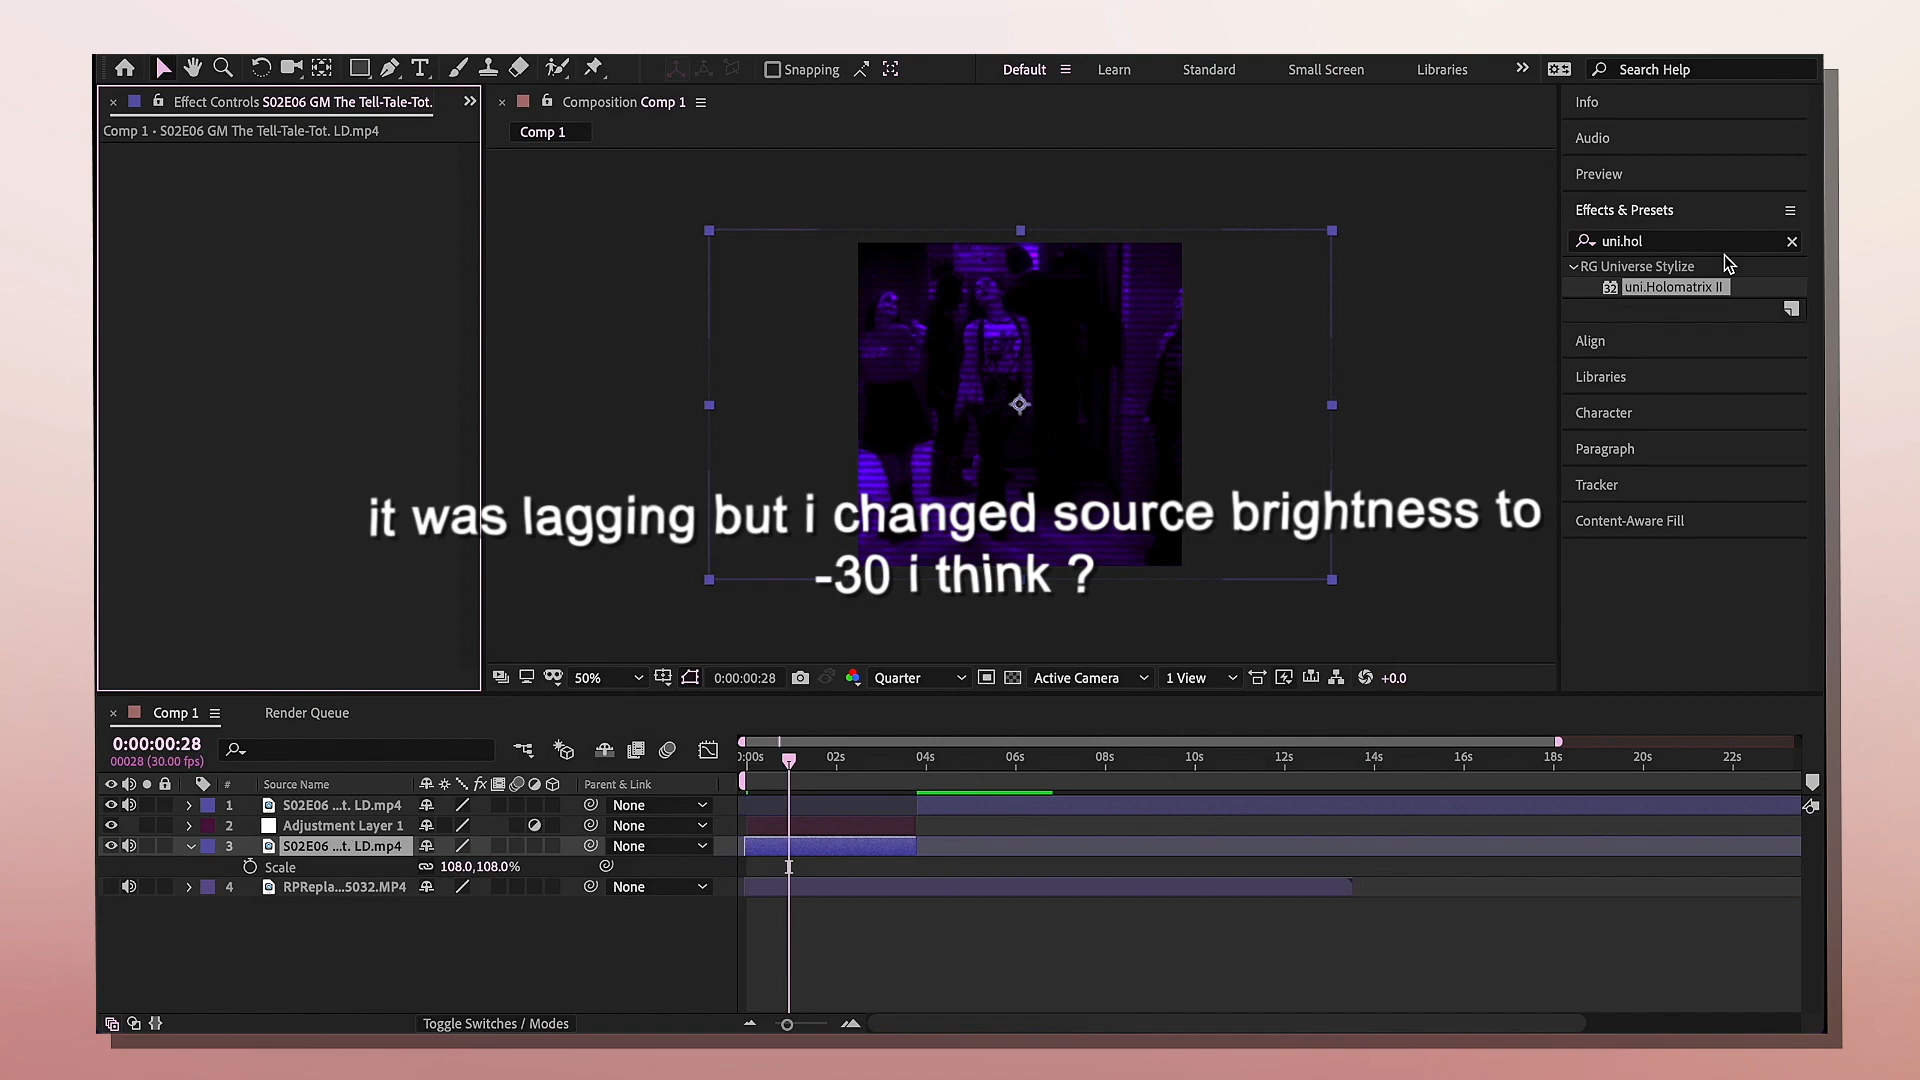 Snapping
Default
Learn
Standard
Small Screen
Libraries
Search Help
Effect Controls S02E06 GM The Tell-Tale-Tot.
Comp 1 • S02E06 GM The Tell-Tale-Tot. LD.mp4
Composition Comp 1
Comp 1
Info
Audio
Preview
Effects & Presets
uni.hol
RG Universe Stylize
32 uni.Holomatrix II
Align
Libraries
Character
Paragraph
Tracker
Content-Aware Fill
it was lagging but i changed source brightness to
-30 i think ?
50%
0:00:00:28
Quarter
Active Camera
1 View
+0.0
Comp 1
Render Queue
0:00:00:28
00028 (30.00 fps)
):00s 02s 04s 06s 08s 10s 12s 14s 16s 18s 20s 22s
# Source Name fx Parent & Link
1 S02E06 ...t. LD.mp4 None
2 Adjustment Layer 1 None
3 S02E06 ...t. LD.mp4 None
Scale 108.0,108.0%
4 RPRepla...5032.MP4 None
Toggle Switches / Modes